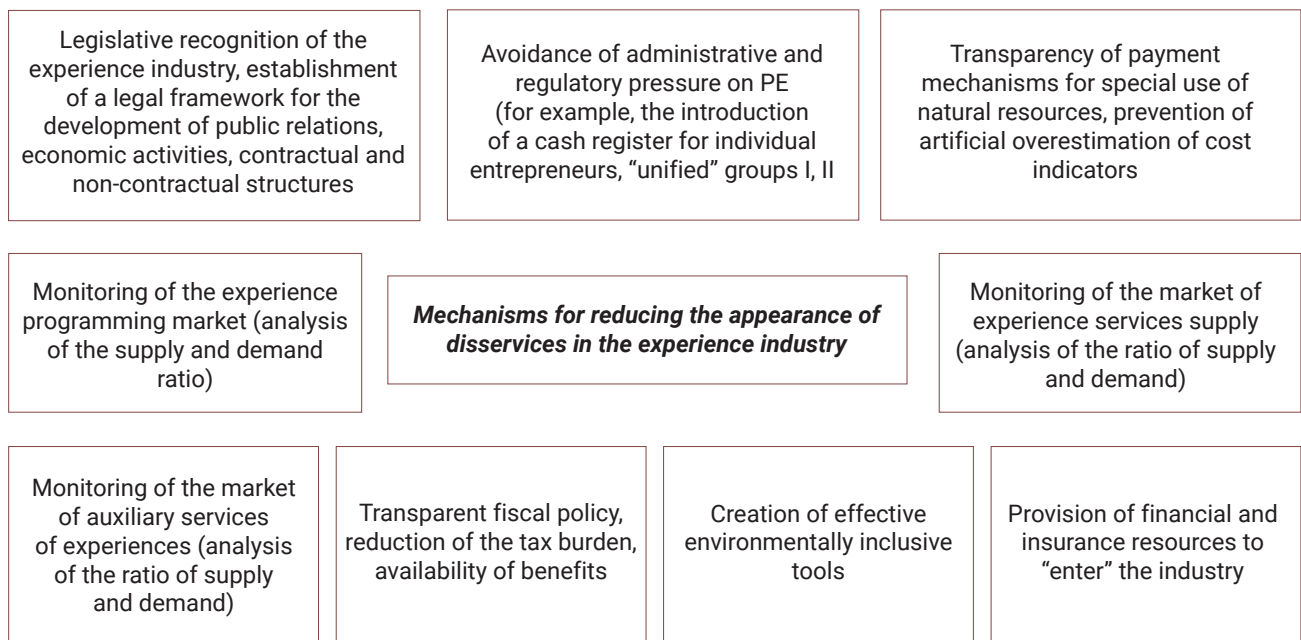 Legislative recognition of the
experience industry, establishment
of a legal framework for the
development of public relations,
economic activities, contractual and
non-contractual structures
Avoidance of administrative and
regulatory pressure on PE
(for example, the introduction
of a cash register for individual
entrepreneurs, “unified” groups I, II
Transparency of payment
mechanisms for special use of
natural resources, prevention of
artificial overestimation of cost
indicators
Monitoring of the experience
programming market (analysis
of the supply and demand
ratio)
Mechanisms for reducing the appearance of
disservices in the experience industry
Monitoring of the market of
experience services supply
(analysis of the ratio of supply
and demand)
Monitoring of the market
of auxiliary services
of experiences (analysis
of the ratio of supply
and demand)
Transparent fiscal policy,
reduction of the tax burden,
availability of benefits
Creation of effective
environmentally inclusive
tools
Provision of financial and
insurance resources to
“enter” the industry